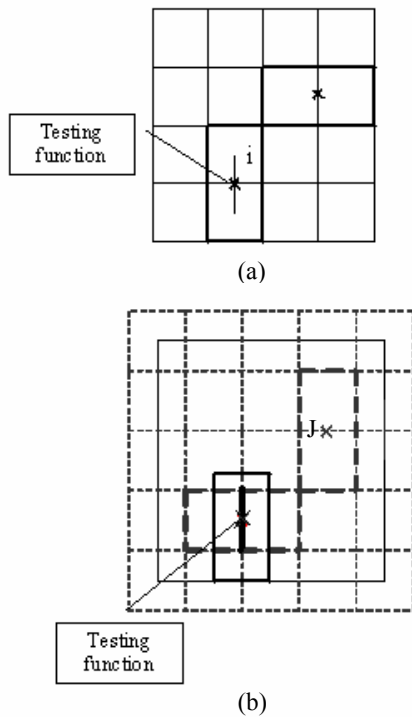 Testing
function
i
(a)
J
Testing
function
(b)